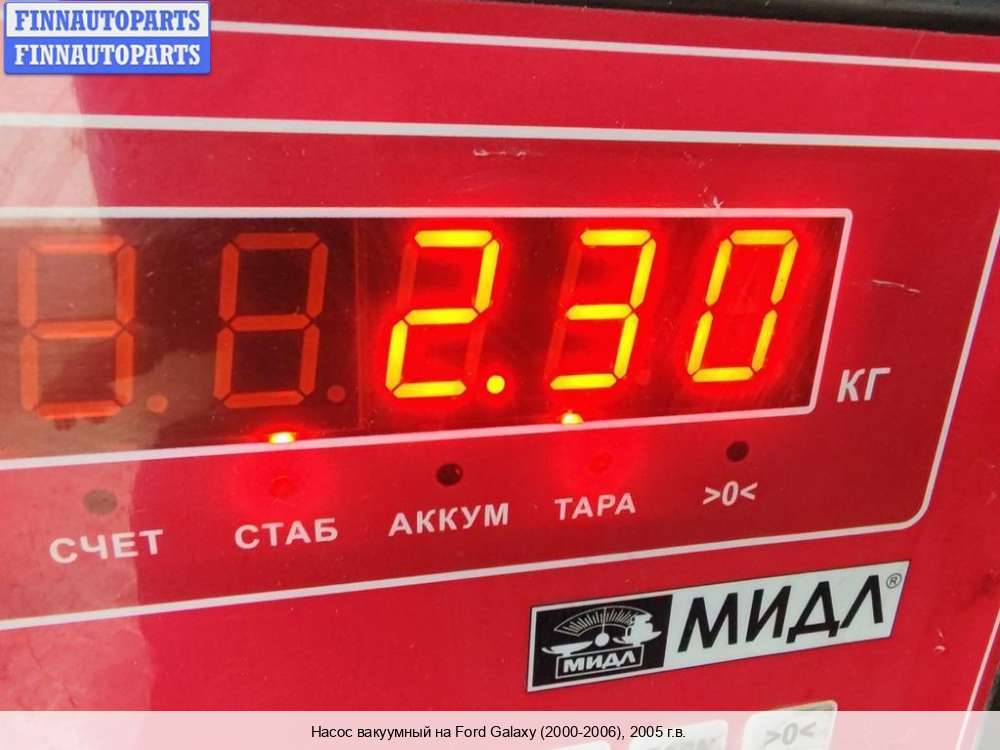 FINNAUTOPARTS
FINNAUTOPARTS
2.30
КГ
СЧЕТ СТАБ АККУМ ТАРА >0<
МИДЛ МИДЛ®
>0<
Насос вакуумный на Ford Galaxy (2000-2006), 2005 г.в.